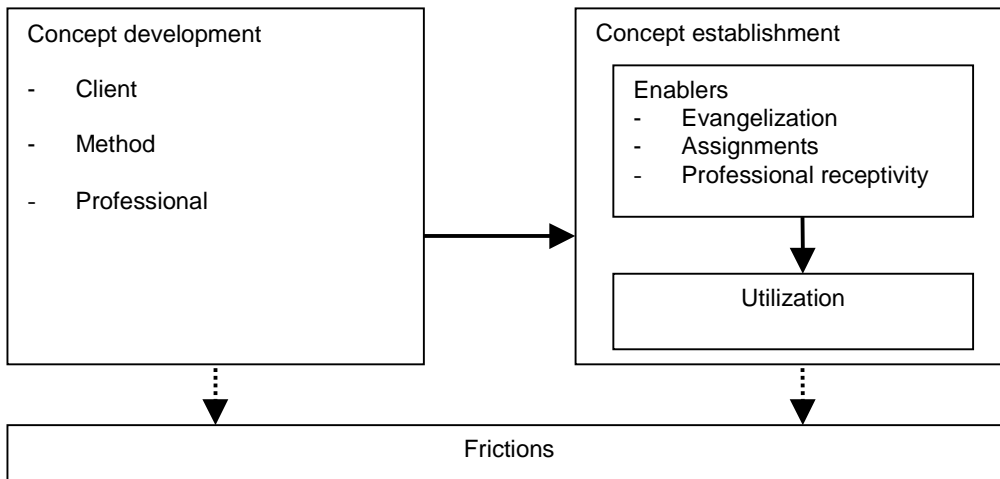 Concept development
- Client
- Method
- Professional
Concept establishment
Enablers
- Evangelization
- Assignments
- Professional receptivity
Utilization
Frictions